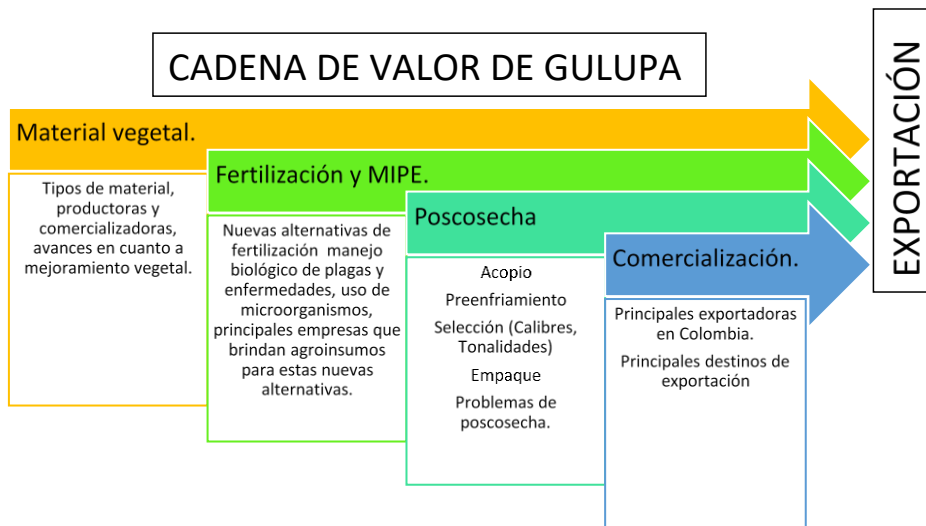 CADENA DE VALOR DE GULUPA
EXPORTACIÓN
Material vegetal.
Tipos de material,
productoras y
comercializadoras,
avances en cuanto a
mejoramiento vegetal.
Fertilización y MIPE.
Nuevas alternativas de
fertilización manejo
biológico de plagas y
enfermedades, uso de
microorganismos,
principales empresas que
brindan agroinsumos
para estas nuevas
alternativas.
Poscosecha
Acopio
Preenfriamiento
Selección (Calibres,
Tonalidades)
Empaque
Problemas de
poscosecha.
Comercialización.
Principales exportadoras
en Colombia.
Principales destinos de
exportación